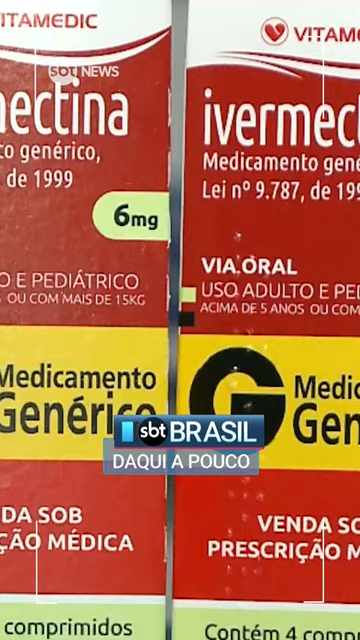 VITAMEDIC
VITAM
sbt NEWS
ectina
ivermec
to genérico,
de 1999
Medicamento gen
Lei nº 9.787, de 19
6mg
VIA ORAL
O E PEDIÁTRICO
OU COM MAIS DE 15KG
USO ADULTO E PED
ACIMA DE 5 ANOS OU COM
Medicamento
Genérico
G
Medic
Gen
sbt BRASIL
DAQUI A POUCO
DA SOB
ÇÃO MÉDICA
VENDA SO
PRESCRIÇÃO M
comprimidos
Contém 4 comp